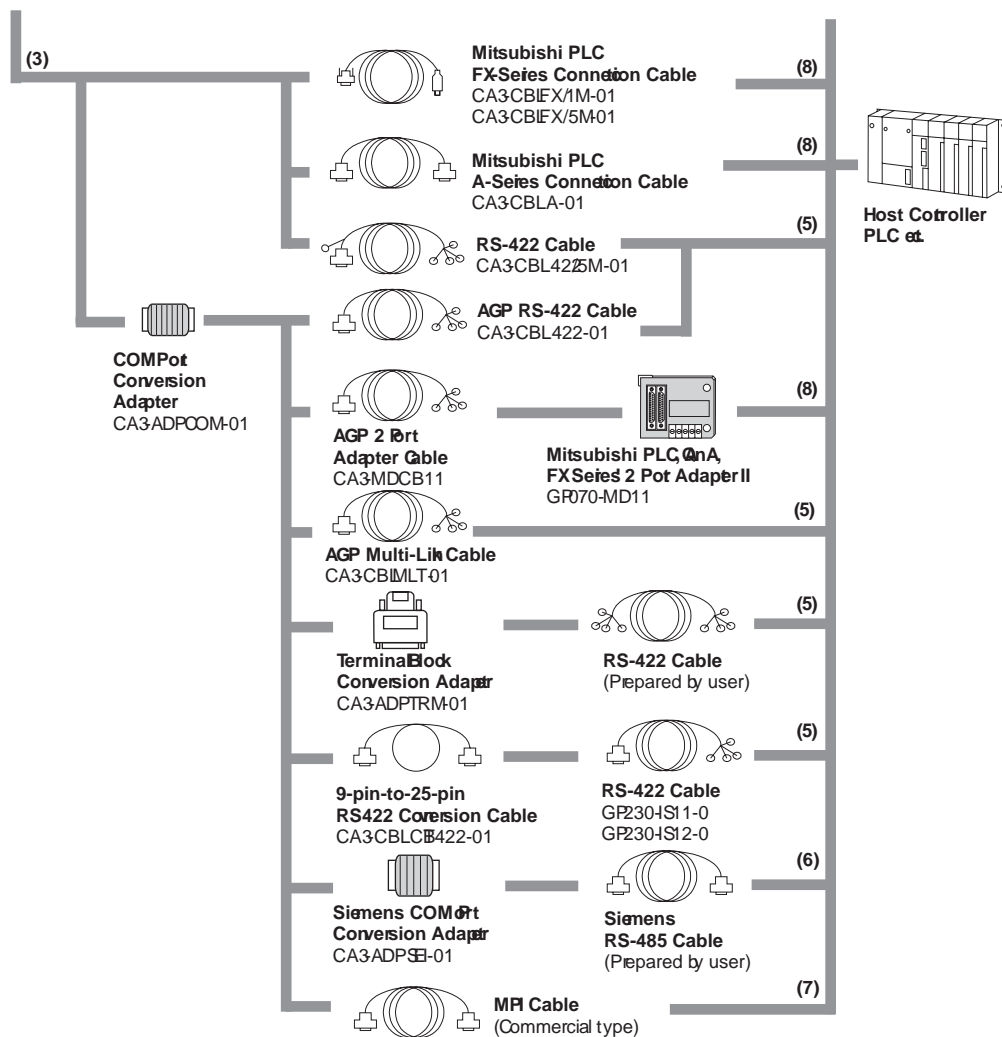 (3)
Mitsubishi PLC
FX-Series Connection Cable
CA3-CBLFX/1M-01
CA3-CBLFX/5M-01
(8)
Mitsubishi PLC
A-Series Connection Cable
CA3-CBLA-01
(8)
Host Controller
PLC etc.
RS-422 Cable
CA3-CBL422/5M-01
(5)
AGP RS-422 Cable
CA3-CBL422-01
COM Port
Conversion
Adapter
CA3-ADPCOM-01
AGP 2 Port
Adapter Cable
CA3-MDCB11
Mitsubishi PLC, QnA,
FX Series' 2 Port Adapter II
GP070-MD11
(8)
AGP Multi-Link Cable
CA3-CBLMLT-01
(5)
Terminal Block
Conversion Adapter
CA3-ADPTRM-01
RS-422 Cable
(Prepared by user)
(5)
9-pin-to-25-pin
RS422 Conversion Cable
CA3-CBLCBT422-01
RS-422 Cable
GP230-IS11-0
GP230-IS12-0
(5)
Siemens COM Port
Conversion Adapter
CA3-ADPSEI-01
Siemens
RS-485 Cable
(Prepared by user)
(6)
MPI Cable
(Commercial type)
(7)